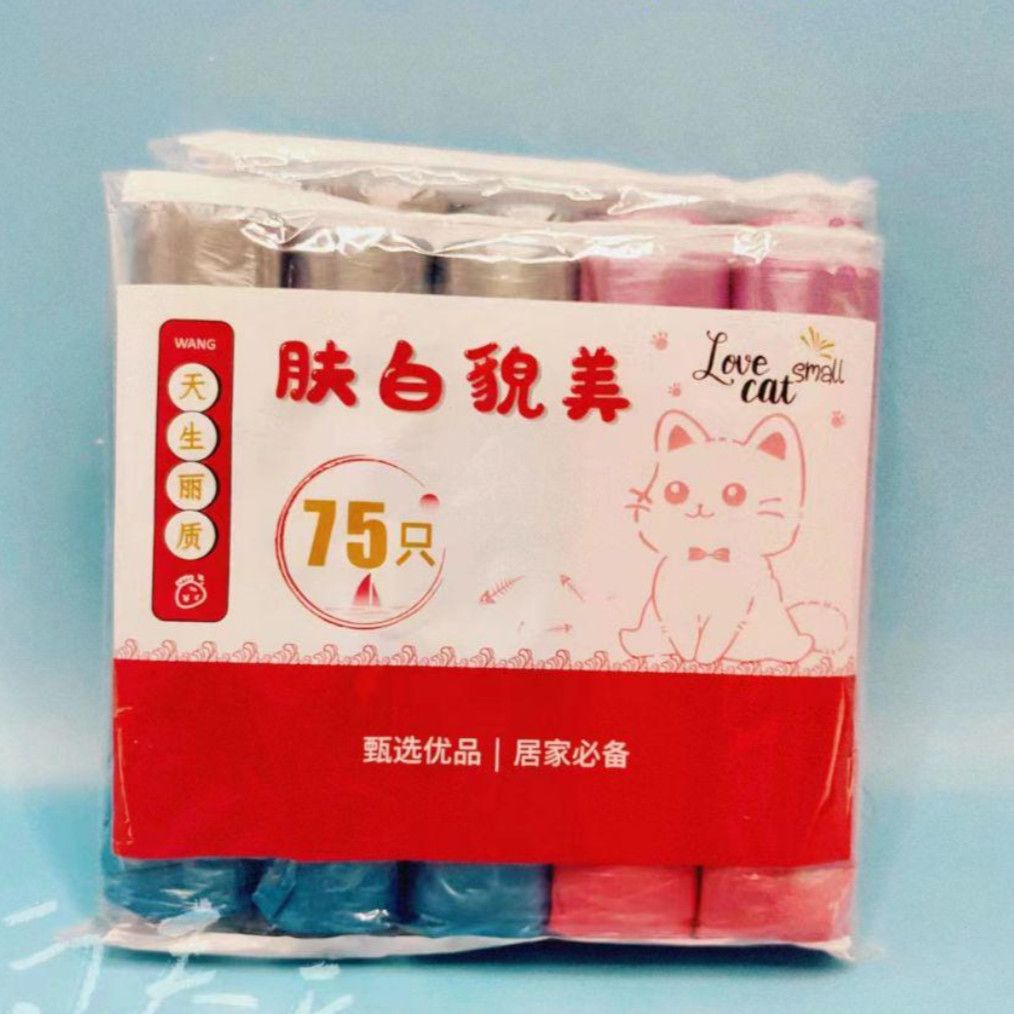 WANG
天生丽质
肤白貌美
Love
small
cat
75只
甄选优品 | 居家必备